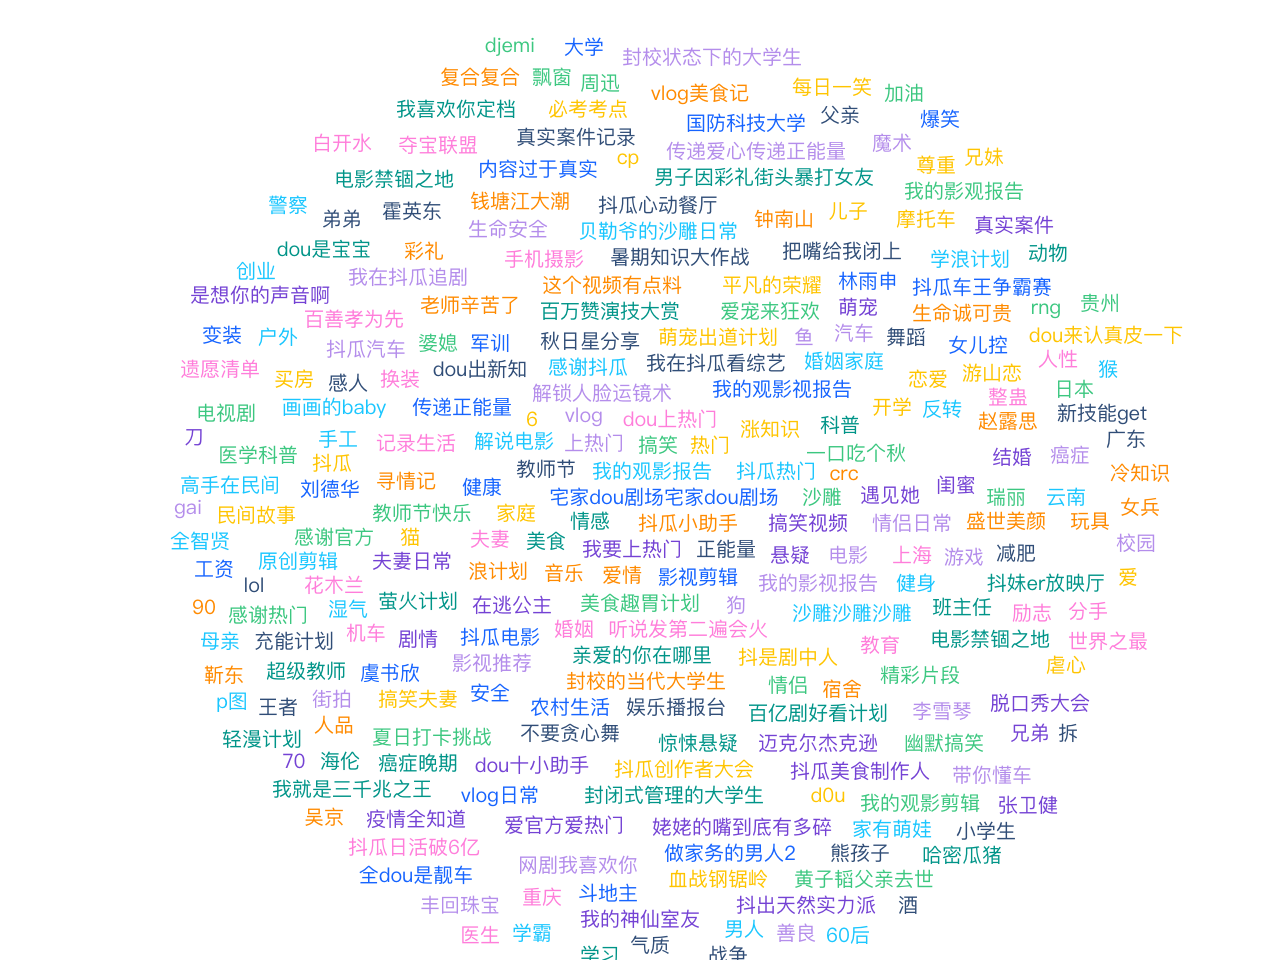 djemi 大学 封校状态下的大学生
复合复合 飘窗 周迅 vlog美食记 每日一笑 加油
我喜欢你定档 必考考点 国防科技大学 父亲 爆笑
白开水 夺宝联盟 真实案件记录 cp 传递爱心传递正能量 魔术 尊重 兄妹
电影禁锢之地 内容过于真实 男子因彩礼街头暴打女友 我的影观报告
警察 弟弟 霍英东 钱塘江大潮 抖瓜心动餐厅 钟南山 儿子 摩托车 真实案件
生命安全 贝勒爷的沙雕日常
dou是宝宝 彩礼 手机摄影 暑期知识大作战 把嘴给我闭上 学浪计划 动物
创业 我在抖瓜追剧 这个视频有点料 平凡的荣耀 林雨申 抖瓜车王争霸赛
是想你的声音啊 老师辛苦了 百万赞演技大赏 爱宠来狂欢 萌宠 生命诚可贵 rng 贵州
百善孝为先
变装 户外 抖瓜汽车 婆媳 军训 秋日星分享 萌宠出道计划 鱼 汽车 舞蹈 女儿控 dou来认真皮一下
遗愿清单 买房 感人 换装 dou出新知 感谢抖瓜 我在抖瓜看综艺 婚姻家庭 恋爱 游山恋 人性 猴
解锁人脸运镜术 我的观影视报告 整蛊 日本
电视剧 画画的baby 传递正能量 6 vlog dou上热门 涨知识 科普 开学 反转 赵露思 新技能get
刀 手工 记录生活 解说电影 上热门 搞笑 热门 一口吃个秋 广东
医学科普 抖瓜 教师节 我的观影报告 抖瓜热门 crc 结婚 癌症 冷知识
高手在民间 刘德华 寻情记 健康 宅家dou剧场宅家dou剧场 沙雕 遇见她 闺蜜 瑞丽 云南 女兵
gai 民间故事 教师节快乐 家庭 情感 抖瓜小助手 搞笑视频 情侣日常 盛世美颜 玩具
全智贤 感谢官方 猫 夫妻 美食 我要上热门 正能量 悬疑 电影 上海 游戏 减肥 校园
工资 原创剪辑 夫妻日常 浪计划 音乐 爱情 影视剪辑 我的影视报告 健身 抖妹er放映厅 爱
lol 花木兰
90 感谢热门 湿气 萤火计划 在逃公主 美食趣胃计划 狗 沙雕沙雕沙雕 班主任 励志 分手
母亲 充能计划 机车 剧情 抖瓜电影 婚姻 听说发第二遍会火 教育 电影禁锢之地 世界之最
靳东 超级教师 虞书欣 影视推荐 亲爱的你在哪里 抖是剧中人 精彩片段 虐心
p图 王者 街拍 搞笑夫妻 安全 封校的当代大学生 情侣 宿舍
农村生活 娱乐播报台 百亿剧好看计划 李雪琴 脱口秀大会
轻漫计划 人品 夏日打卡挑战 不要贪心舞 惊悚悬疑 迈克尔杰克逊 幽默搞笑 兄弟 拆
70 海伦 癌症晚期 dou十小助手 抖瓜创作者大会 抖瓜美食制作人 带你懂车
我就是三千兆之王 vlog日常 封闭式管理的大学生 d0u 我的观影剪辑 张卫健
吴京 疫情全知道 爱官方爱热门 姥姥的嘴到底有多碎 家有萌娃 小学生
抖瓜日活破6亿 网剧我喜欢你 做家务的男人2 熊孩子 哈密瓜猪
全dou是靓车 血战钢锯岭 黄子韬父亲去世
丰回珠宝 重庆 斗地主 抖出天然实力派 酒
医生 学霸 我的神仙室友 男人 善良 60后
学习 气质 战争